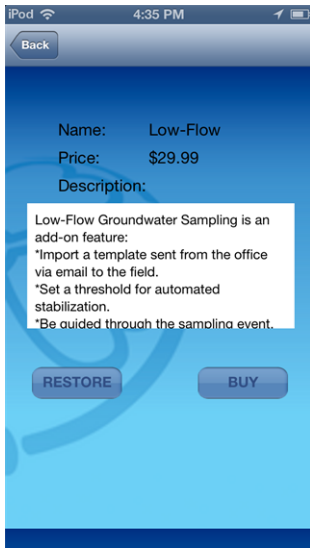 iPod 4:35 PM
Back
Name: Low-Flow
Price: $29.99
Description:
Low-Flow Groundwater Sampling is an
add-on feature:
*Import a template sent from the office
via email to the field.
*Set a threshold for automated
stabilization.
*Be guided through the sampling event.
RESTORE BUY